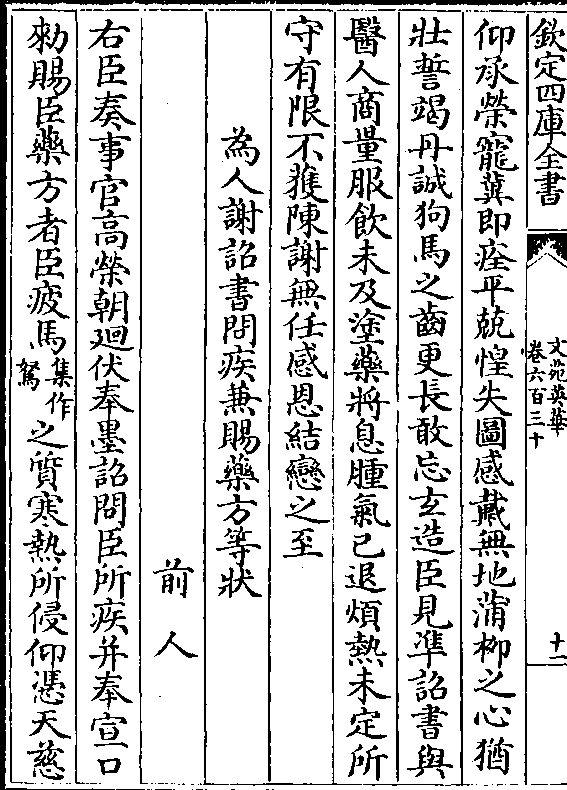 欽定四庫全書
文苑英華
卷六百三十
十一
仰承榮寵冀即痊平兢惶失圖感戴無地蒲柳之心猶
壯誓竭丹誠狗馬之齒更長敢忘玄造臣見準詔書與
醫人商量服飲未及塗藥將息腫氣已退煩熱未定所
守有限不獲陳謝無任感恩結戀之至
為人謝詔書問疾兼賜藥方等狀
前人
右臣奏事官高榮朝廻伏奉墨詔問臣所疾并奉宣口
勑賜臣藥方者臣疲馬集作駑之質寒熱所侵仰憑天慈